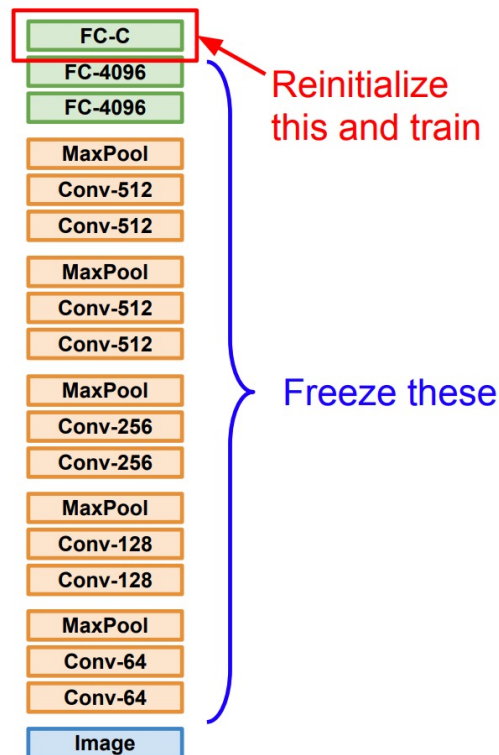 FC-C
FC-4096
FC-4096
MaxPool
Conv-512
Conv-512
MaxPool
Conv-512
Conv-512
MaxPool
Conv-256
Conv-256
MaxPool
Conv-128
Conv-128
MaxPool
Conv-64
Conv-64
Image
Reinitialize
this and train
Freeze these